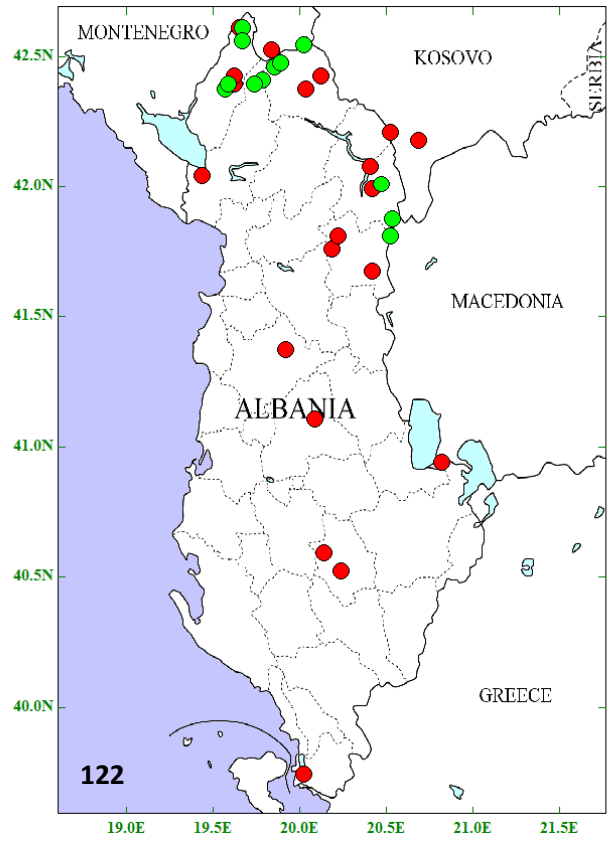 42.5N
MONTENEGRO
KOSOVO
SERBIA
42.0N
41.5N
MACEDONIA
ALBANIA
41.0N
40.5N
40.0N
GREECE
122
19.0E 19.5E 20.0E 20.5E 21.0E 21.5E